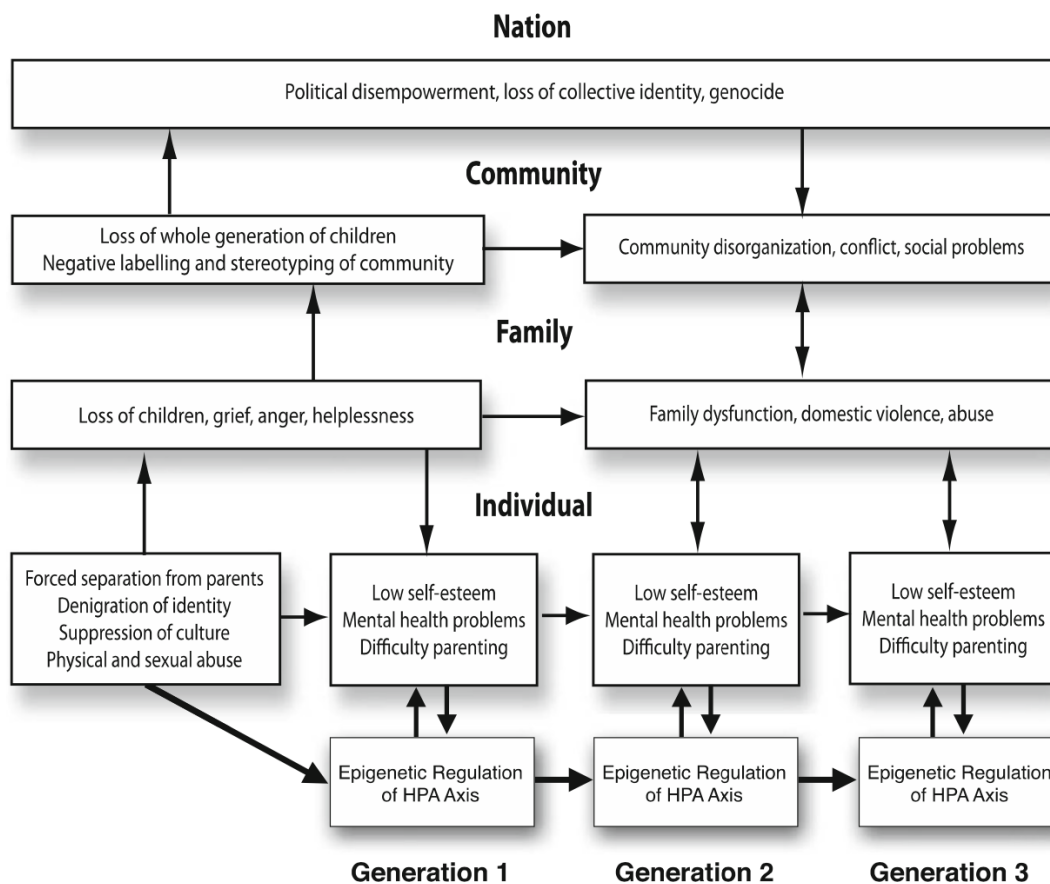 Nation
Political disempowerment, loss of collective identity, genocide
Community
Loss of whole generation of children
Negative labelling and stereotyping of community
Community disorganization, conflict, social problems
Family
Loss of children, grief, anger, helplessness
Family dysfunction, domestic violence, abuse
Individual
Forced separation from parents
Denigration of identity
Suppression of culture
Physical and sexual abuse
Low self-esteem
Mental health problems
Difficulty parenting
Low self-esteem
Mental health problems
Difficulty parenting
Low self-esteem
Mental health problems
Difficulty parenting
Epigenetic Regulation
of HPA Axis
Epigenetic Regulation
of HPA Axis
Epigenetic Regulation
of HPA Axis
Generation 1
Generation 2
Generation 3